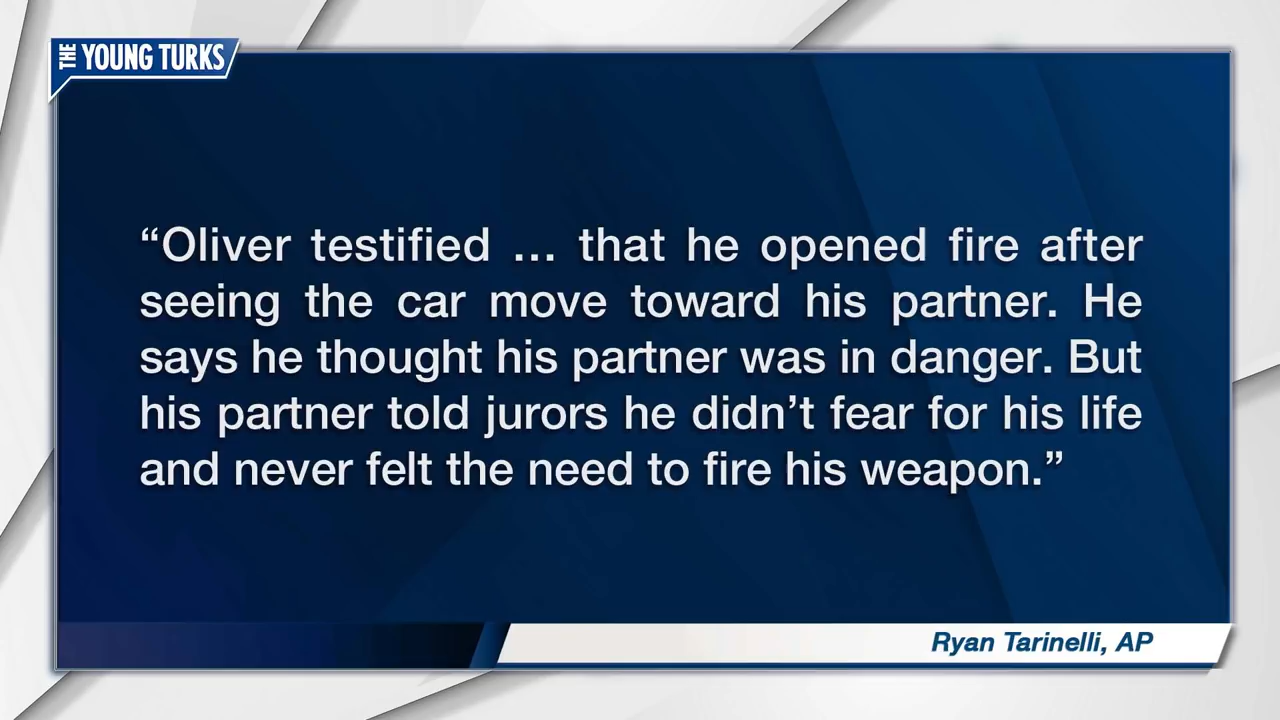 THE YOUNG TURKS
“Oliver testified ... that he opened fire after
seeing the car move toward his partner. He
says he thought his partner was in danger. But
his partner told jurors he didn’t fear for his life
and never felt the need to fire his weapon.”
Ryan Tarinelli, AP